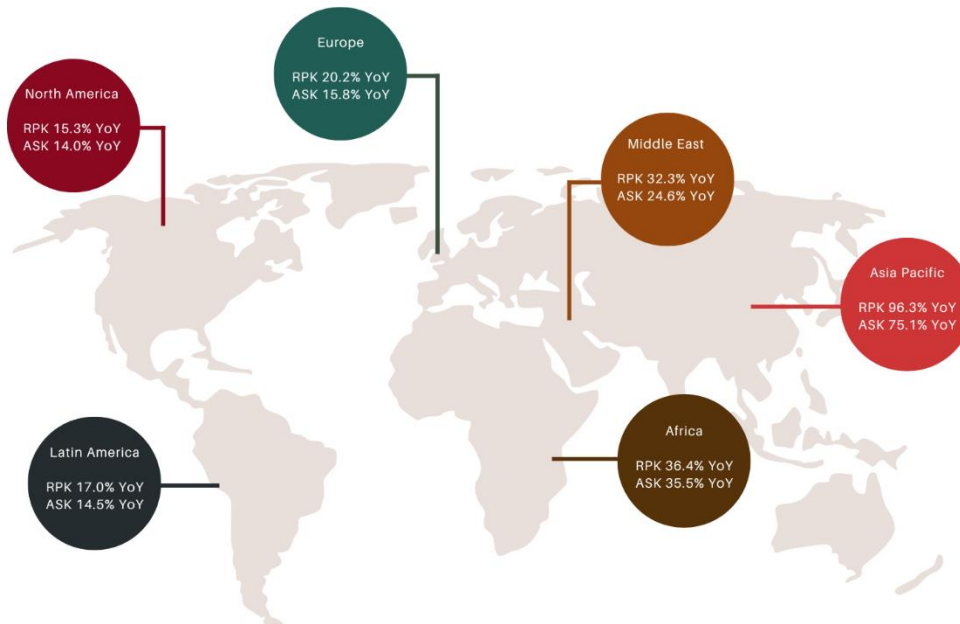 Europe
RPK 20.2% YoY
ASK 15.8% YoY
North America
RPK 15.3% YoY
ASK 14.0% YoY
Middle East
RPK 32.3% YoY
ASK 24.6% YoY
Asia Pacific
RPK 96.3% YoY
ASK 75.1% YoY
Africa
RPK 36.4% YoY
ASK 35.5% YoY
Latin America
RPK 17.0% YoY
ASK 14.5% YoY